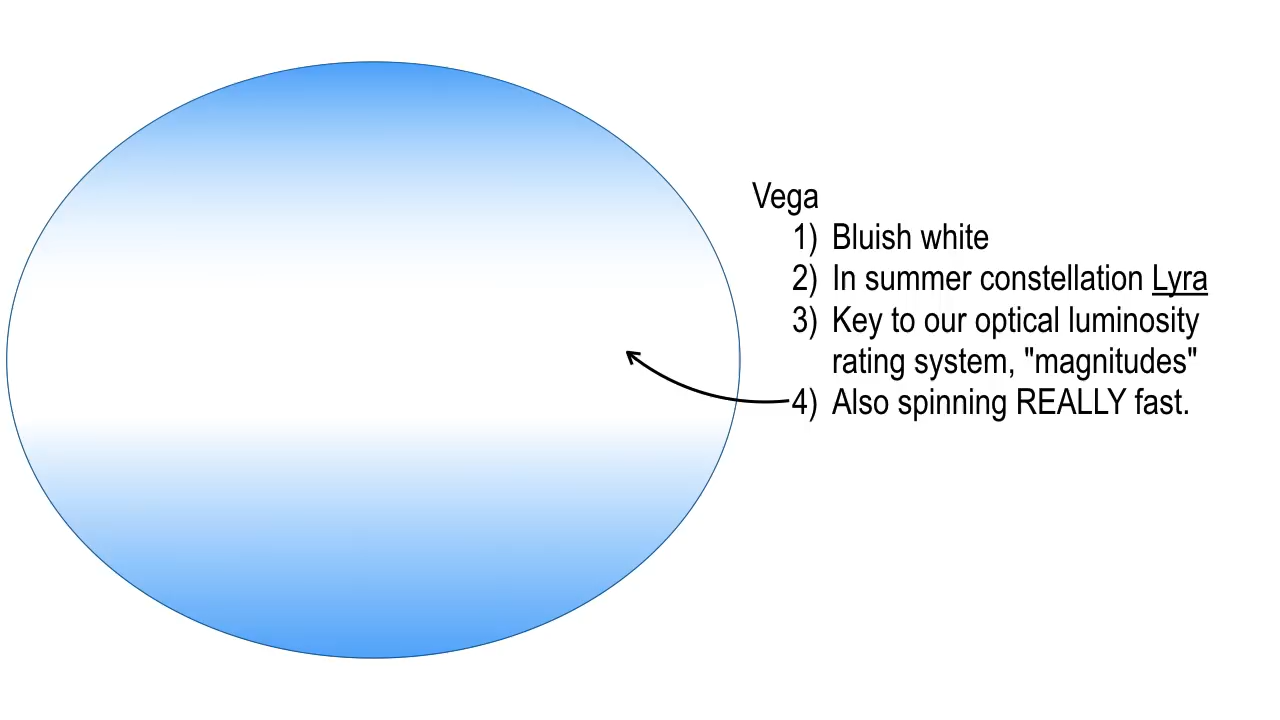 Vega
1) Bluish white
2) In summer constellation Lyra
3) Key to our optical luminosity
rating system, "magnitudes"
4) Also spinning REALLY fast.